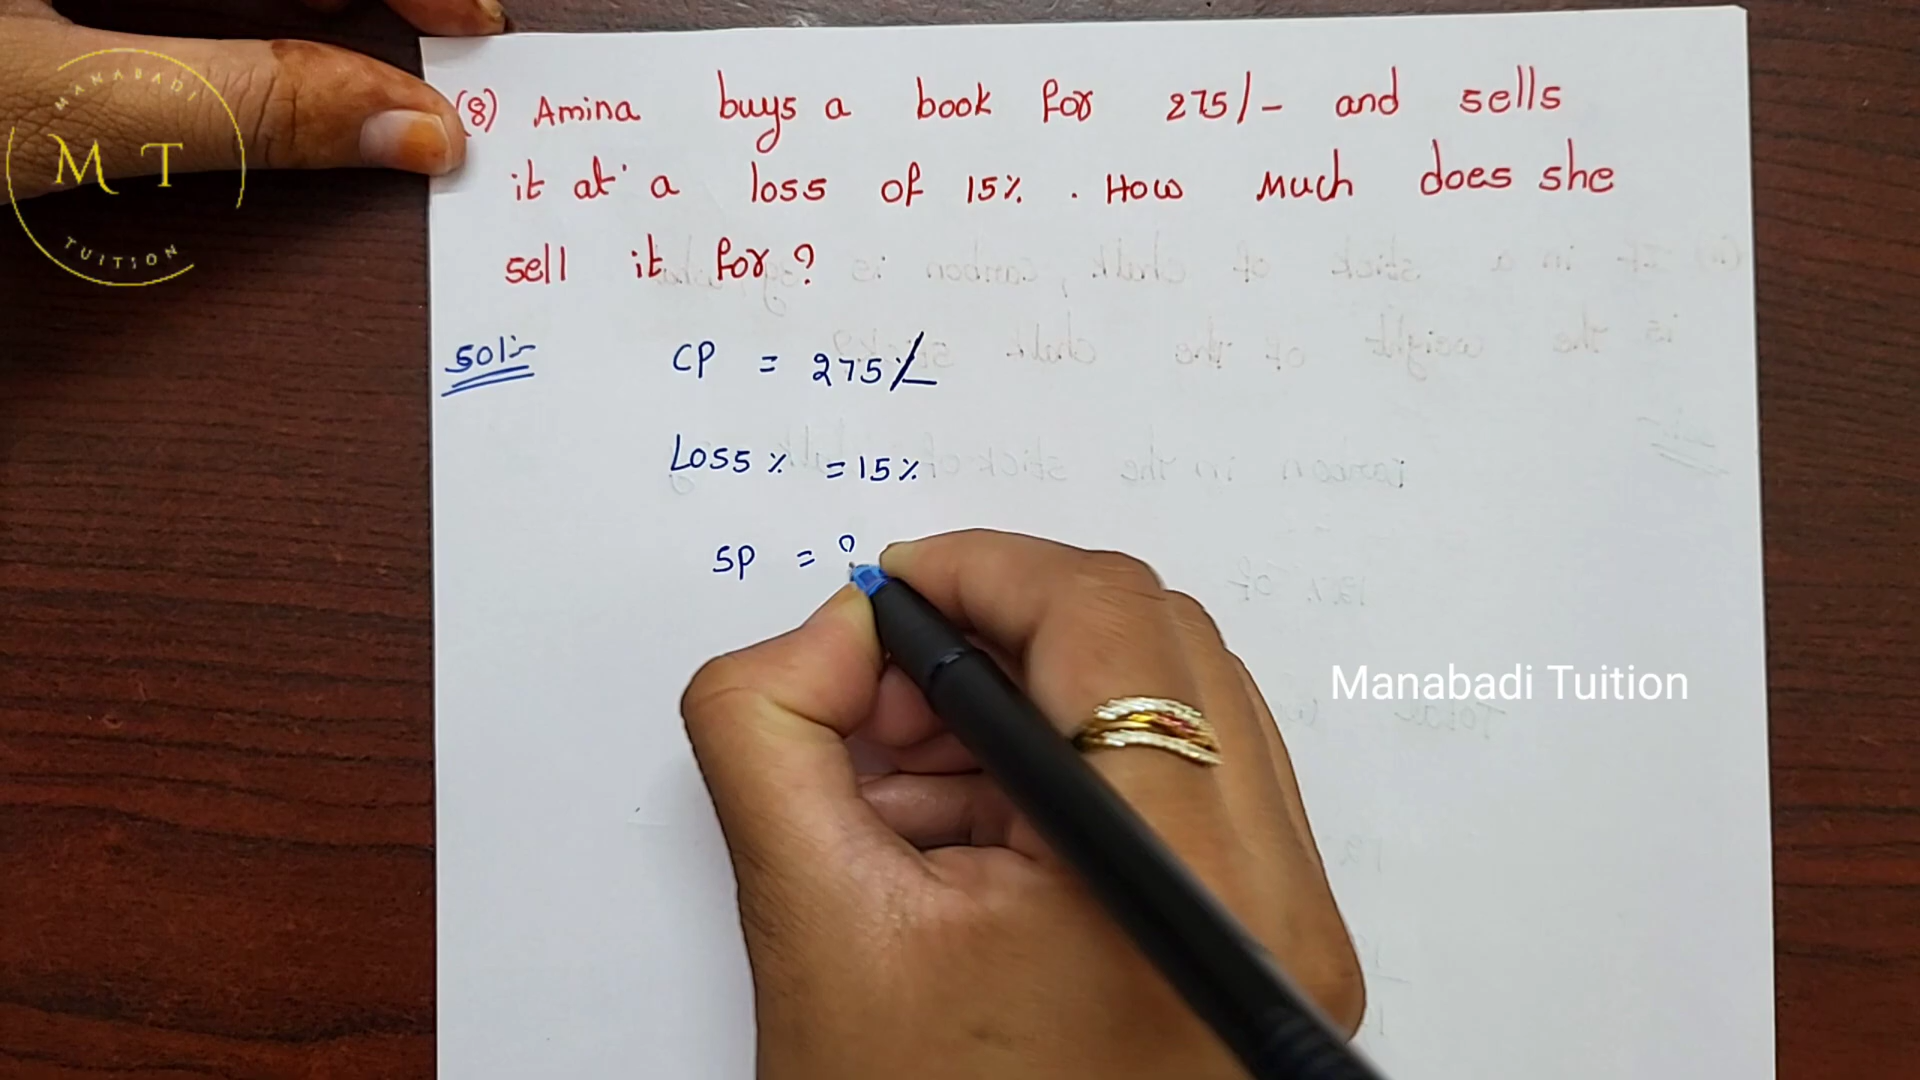 MANABADI
MT
TUITION
(8) Amina buys a book for 275/- and sells
it at a loss of 15% . How Much does she
sell it for?
Sol:-
CP = 275/-
Loss % = 15%
SP = ?
Manabadi Tuition